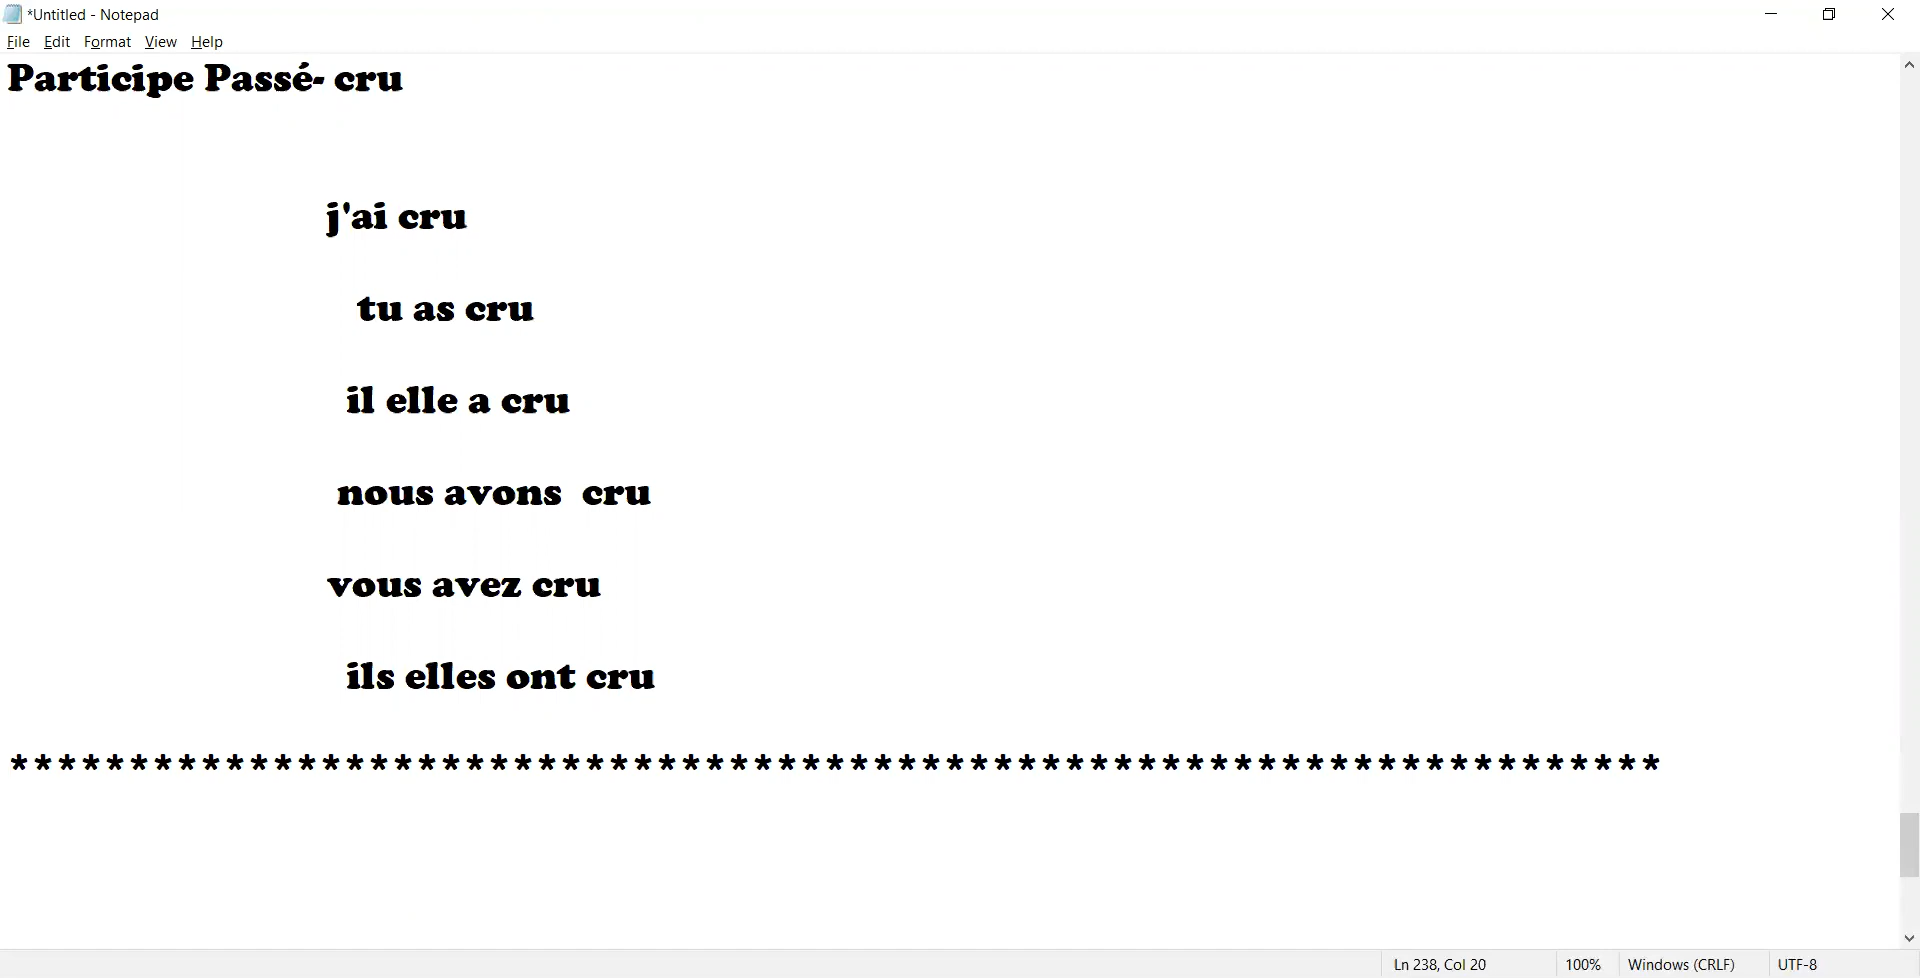 *Untitled - Notepad
File Edit Format View Help
Participe Passé- cru
j'ai cru
tu as cru
il elle a cru
nous avons  cru
vous avez cru
ils elles ont cru
*********************************************************************
Ln 238, Col 20 100% Windows (CRLF) UTF-8